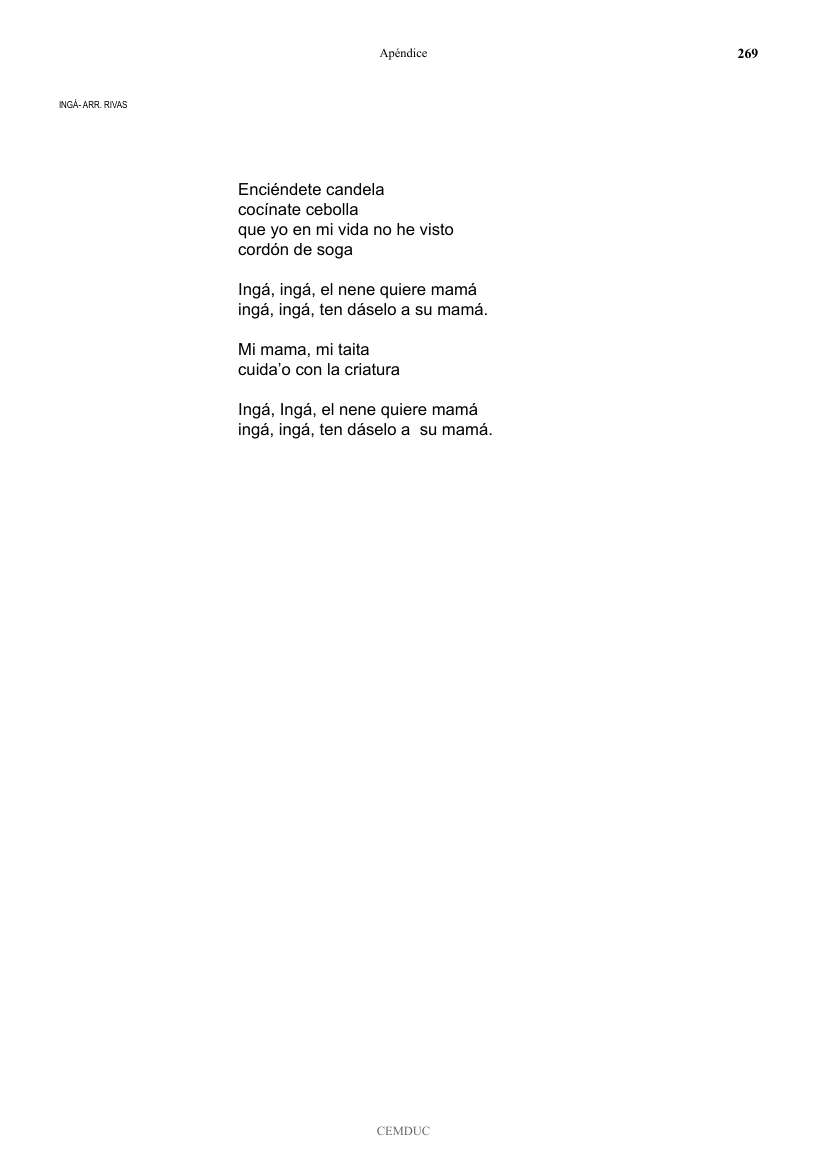 Apéndice 269
INGÁ- ARR. RIVAS
Enciéndete candela
cocínate cebolla
que yo en mi vida no he visto
cordón de soga
Ingá, ingá, el nene quiere mamá
ingá, ingá, ten dáselo a su mamá.
Mi mama, mi taita
cuida’o con la criatura
Ingá, Ingá, el nene quiere mamá
ingá, ingá, ten dáselo a  su mamá.
CEMDUC